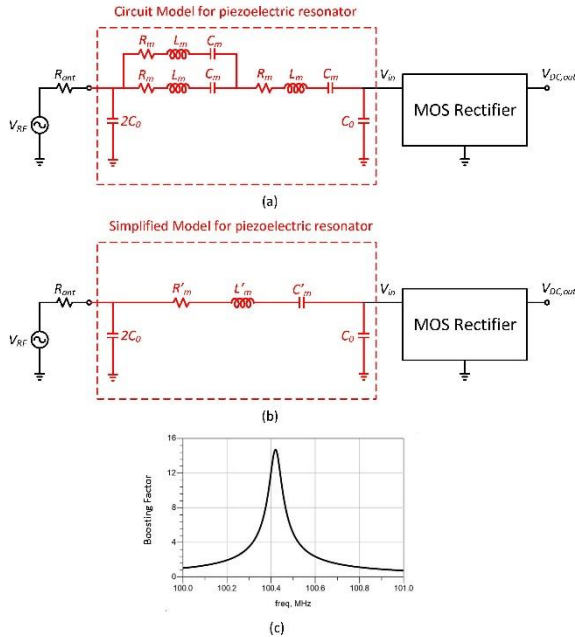 Circuit Model for piezoelectric resonator
Rm Lm Cm
Rant Rm Lm Cm Rm Lm Cm Vin VDC,out
VRF 2C0 C0 MOS Rectifier
(a)
Simplified Model for piezoelectric resonator
Rant R'm L'm C'm Vin VDC,out
VRF 2C0 C0 MOS Rectifier
(b)
16
12
8
4
0
Boosting Factor
100.0 100.2 100.4 100.6 100.8 101.0
freq, MHz
(c)